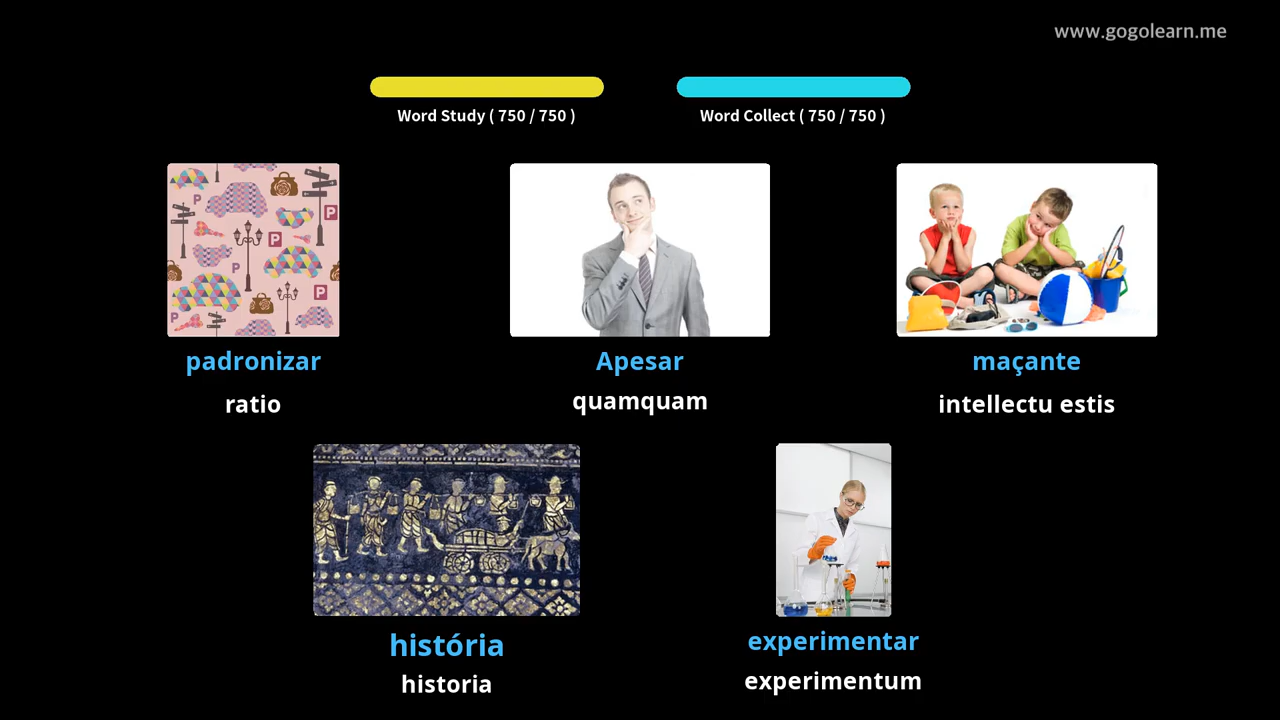 www.gogolearn.me
Word Study ( 750 / 750 )
Word Collect ( 750 / 750 )
P
P
P
P
P
P
padronizar
Apesar
maçante
ratio
quamquam
intellectu estis
história
experimentar
historia
experimentum